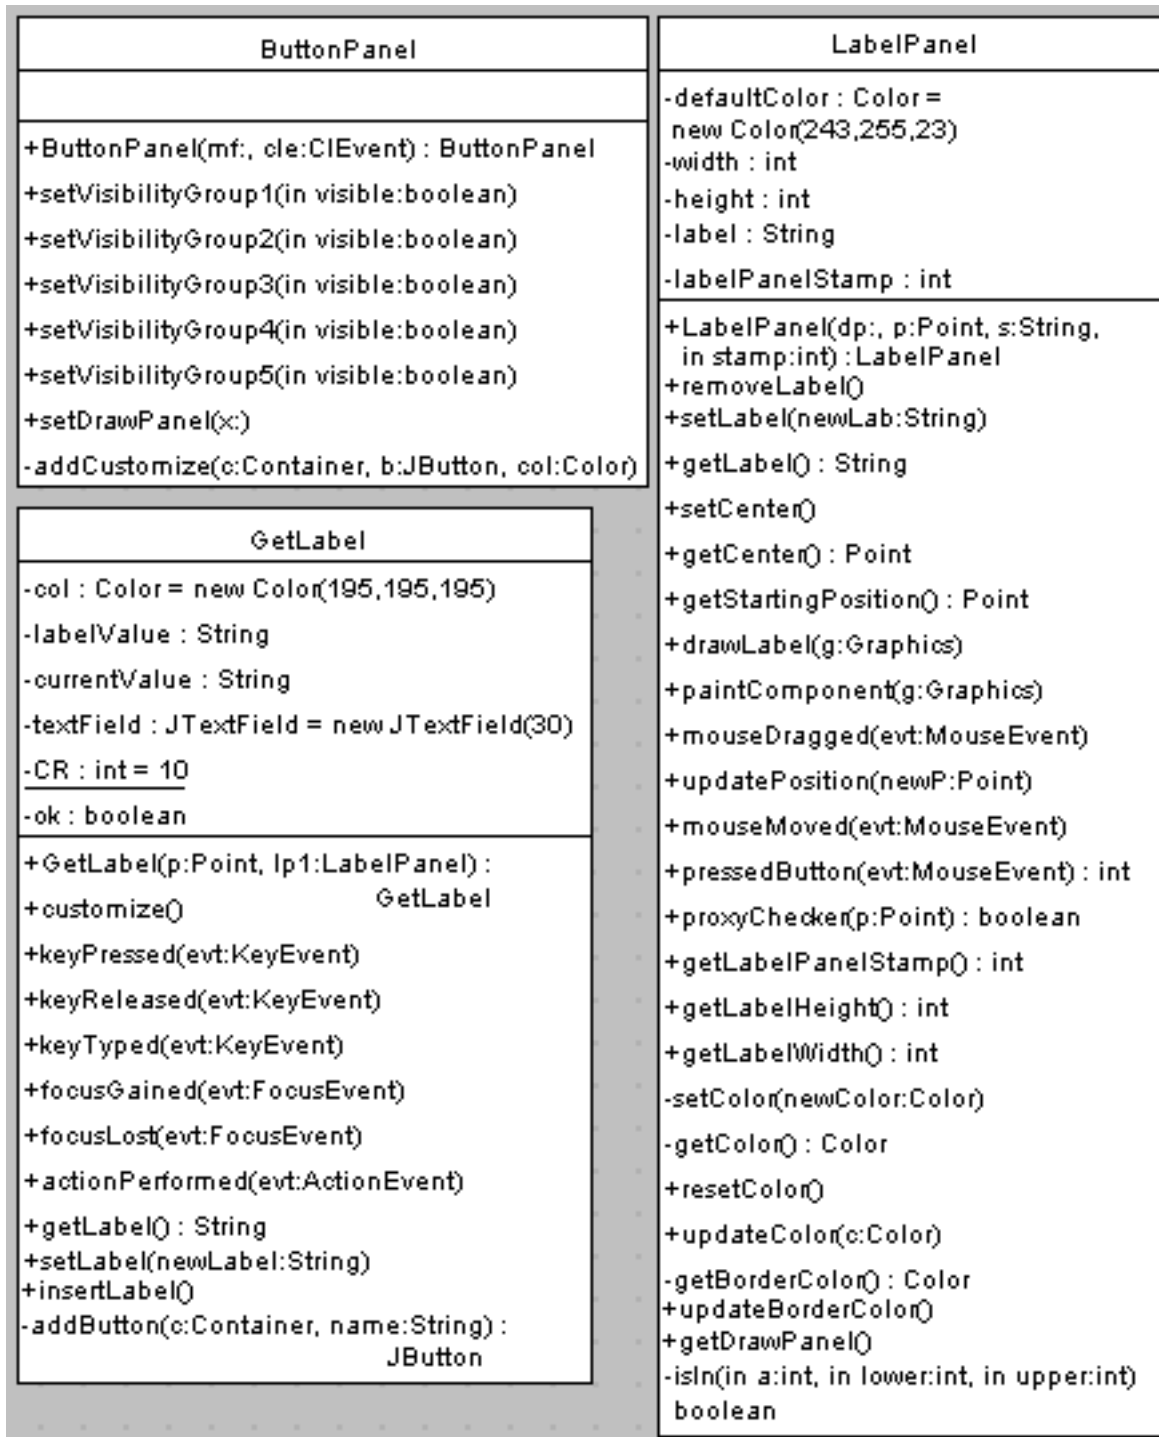 ButtonPanel
+ButtonPanel(mf:, cle:ClEvent) : ButtonPanel
+setVisibilityGroup1(in visible:boolean)
+setVisibilityGroup2(in visible:boolean)
+setVisibilityGroup3(in visible:boolean)
+setVisibilityGroup4(in visible:boolean)
+setVisibilityGroup5(in visible:boolean)
+setDrawPanel(x:)
-addCustomize(c:Container, b:JButton, col:Color)
GetLabel
-col : Color = new Color(195,195,195)
-labelValue : String
-currentValue : String
-textField : JTextField = new JTextField(30)
-CR : int = 10
-ok : boolean
+GetLabel(p:Point, lp1:LabelPanel) :
GetLabel
+customize()
+keyPressed(evt:KeyEvent)
+keyReleased(evt:KeyEvent)
+keyTyped(evt:KeyEvent)
+focusGained(evt:FocusEvent)
+focusLost(evt:FocusEvent)
+actionPerformed(evt:ActionEvent)
+getLabel() : String
+setLabel(newLabel:String)
+insertLabel()
-addButton(c:Container, name:String) :
JButton
LabelPanel
-defaultColor : Color =
new Color(243,255,23)
-width : int
-height : int
-label : String
-labelPanelStamp : int
+LabelPanel(dp:, p:Point, s:String,
in stamp:int) : LabelPanel
+removeLabel()
+setLabel(newLab:String)
+getLabel() : String
+setCenter()
+getCenter() : Point
+getStartingPosition() : Point
+drawLabel(g:Graphics)
+paintComponent(g:Graphics)
+mouseDragged(evt:MouseEvent)
+updatePosition(newP:Point)
+mouseMoved(evt:MouseEvent)
+pressedButton(evt:MouseEvent) : int
+proxyChecker(p:Point) : boolean
+getLabelPanelStamp() : int
+getLabelHeight() : int
+getLabelWidth() : int
-setColor(newColor:Color)
-getColor() : Color
+resetColor()
+updateColor(c:Color)
-getBorderColor() : Color
+updateBorderColor()
+getDrawPanel()
-isIn(in a:int, in lower:int, in upper:int)
boolean